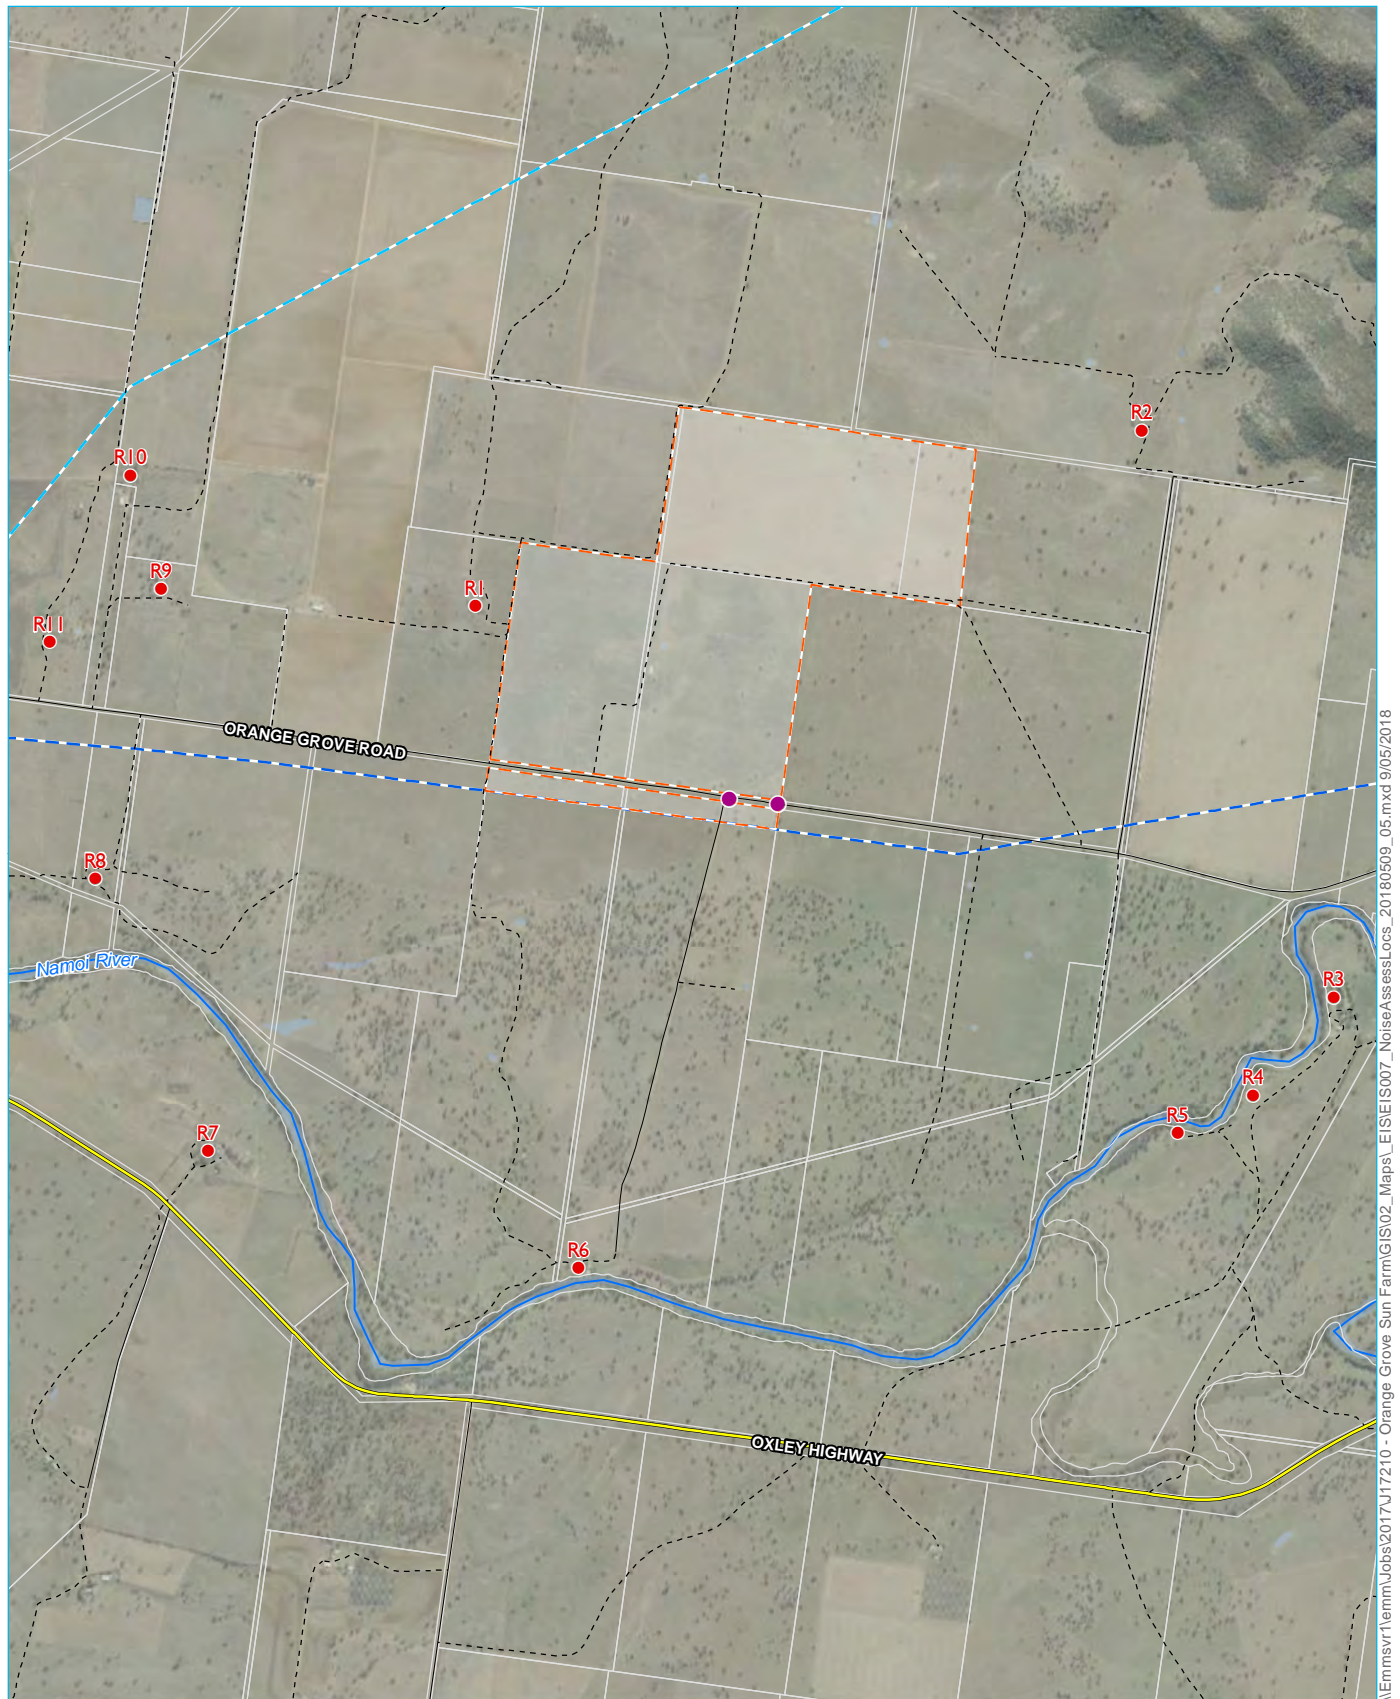 R2
R10
R9
R1
R11
ORANGE GROVE ROAD
R8
Namoi River
R3
R4
R5
R7
R6
OXLEY HIGHWAY
\Emmsvr1\emm\Jobs\2017\J17210 - Orange Grove Sun Farm\GIS\02_Maps\_EIS\EIS007_NoiseAssessLocs_20180509_05.mxd 9/05/2018